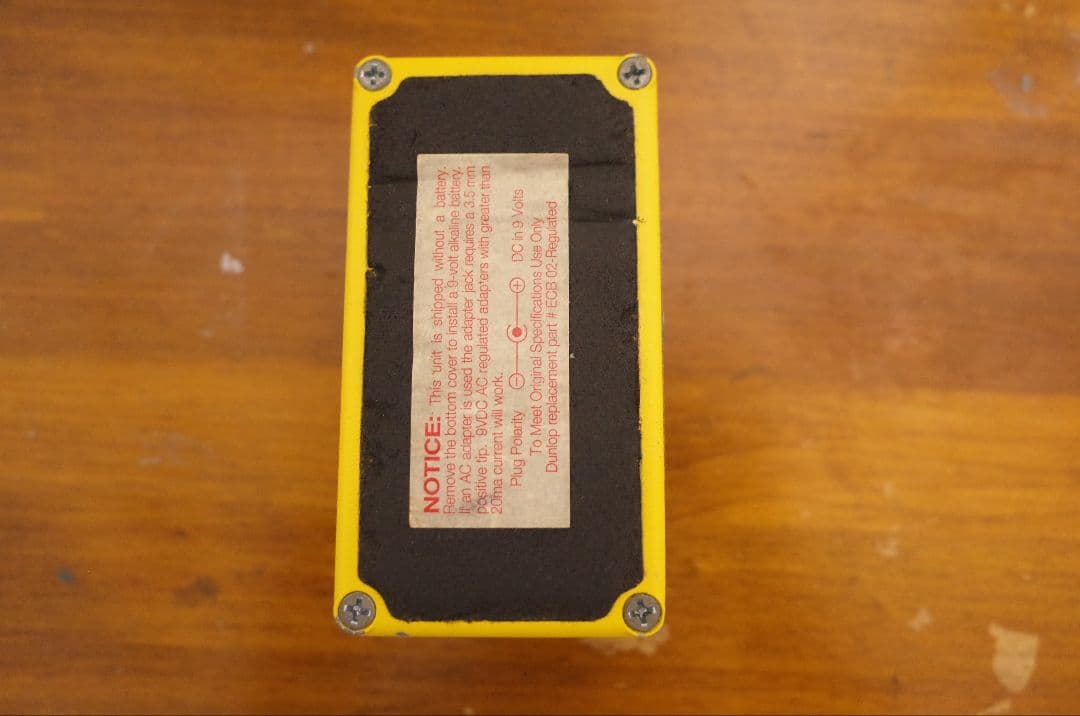 NOTICE: This unit is shipped without a battery.
Remove the bottom cover to install a 9-volt alkaline battery.
If an AC adapter is used the adapter jack requires a 3.5 mm
positive tip. 9VDC AC regulated adapters with greater than
20ma current will work.
Plug Polarity - + DC in 9 Volts
To Meet Original Specifications Use Only
Dunlop replacement part # ECB 02-Regulated